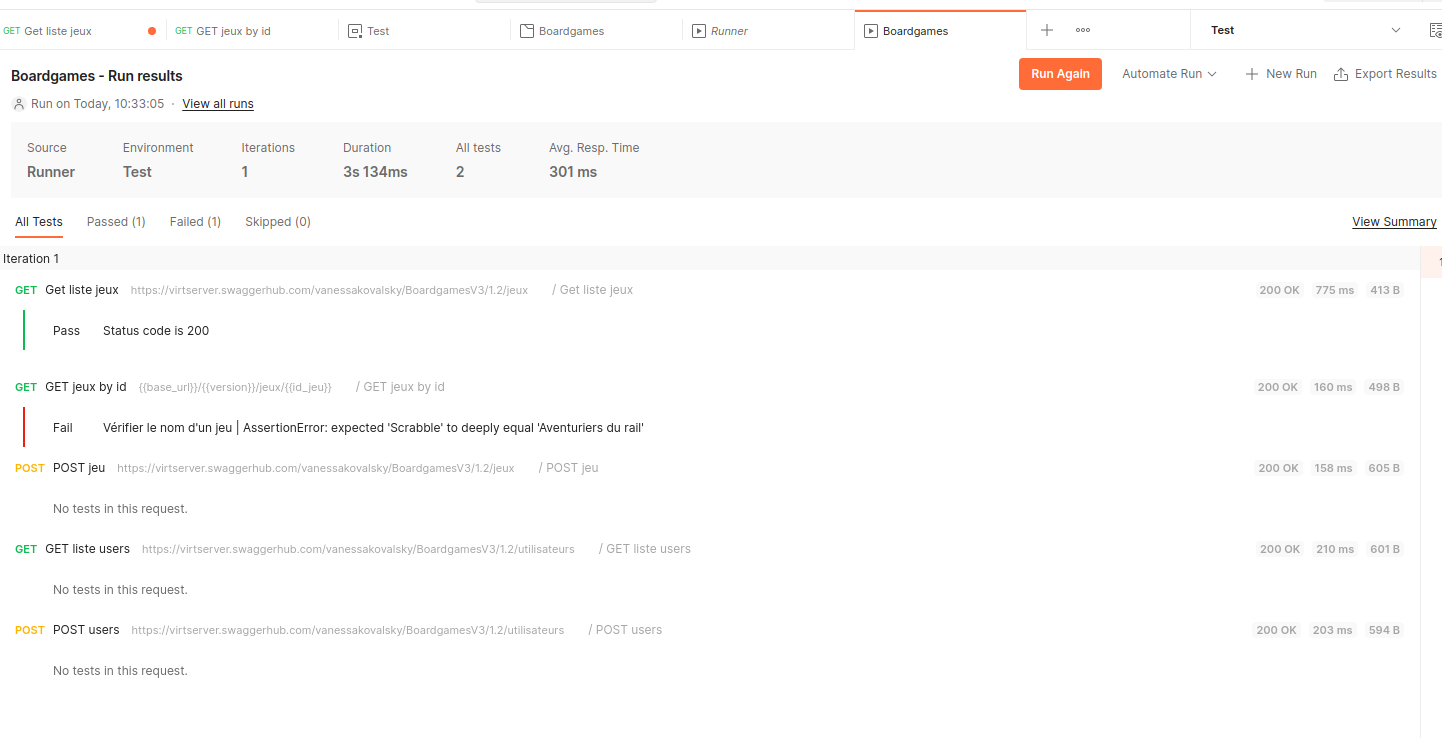 GET Get liste jeux GET GET jeux by id Test Boardgames Runner Boardgames Test
Boardgames - Run results Run Again Automate Run New Run Export Results
Run on Today, 10:33:05 · View all runs
Source Environment Iterations Duration All tests Avg. Resp. Time
Runner Test 1 3s 134ms 2 301 ms
All Tests Passed (1) Failed (1) Skipped (0) View Summary
Iteration 1
GET Get liste jeux https://virtserver.swaggerhub.com/vanessakovalsky/BoardgamesV3/1.2/jeux / Get liste jeux 200 OK 775 ms 413 B
Pass Status code is 200
GET GET jeux by id {{base_url}}/{{version}}/jeux/{{id_jeu}} / GET jeux by id 200 OK 160 ms 498 B
Fail Vérifier le nom d'un jeu | AssertionError: expected 'Scrabble' to deeply equal 'Aventuriers du rail'
POST POST jeu https://virtserver.swaggerhub.com/vanessakovalsky/BoardgamesV3/1.2/jeux / POST jeu 200 OK 158 ms 605 B
No tests in this request.
GET GET liste users https://virtserver.swaggerhub.com/vanessakovalsky/BoardgamesV3/1.2/utilisateurs / GET liste users 200 OK 210 ms 601 B
No tests in this request.
POST POST users https://virtserver.swaggerhub.com/vanessakovalsky/BoardgamesV3/1.2/utilisateurs / POST users 200 OK 203 ms 594 B
No tests in this request.